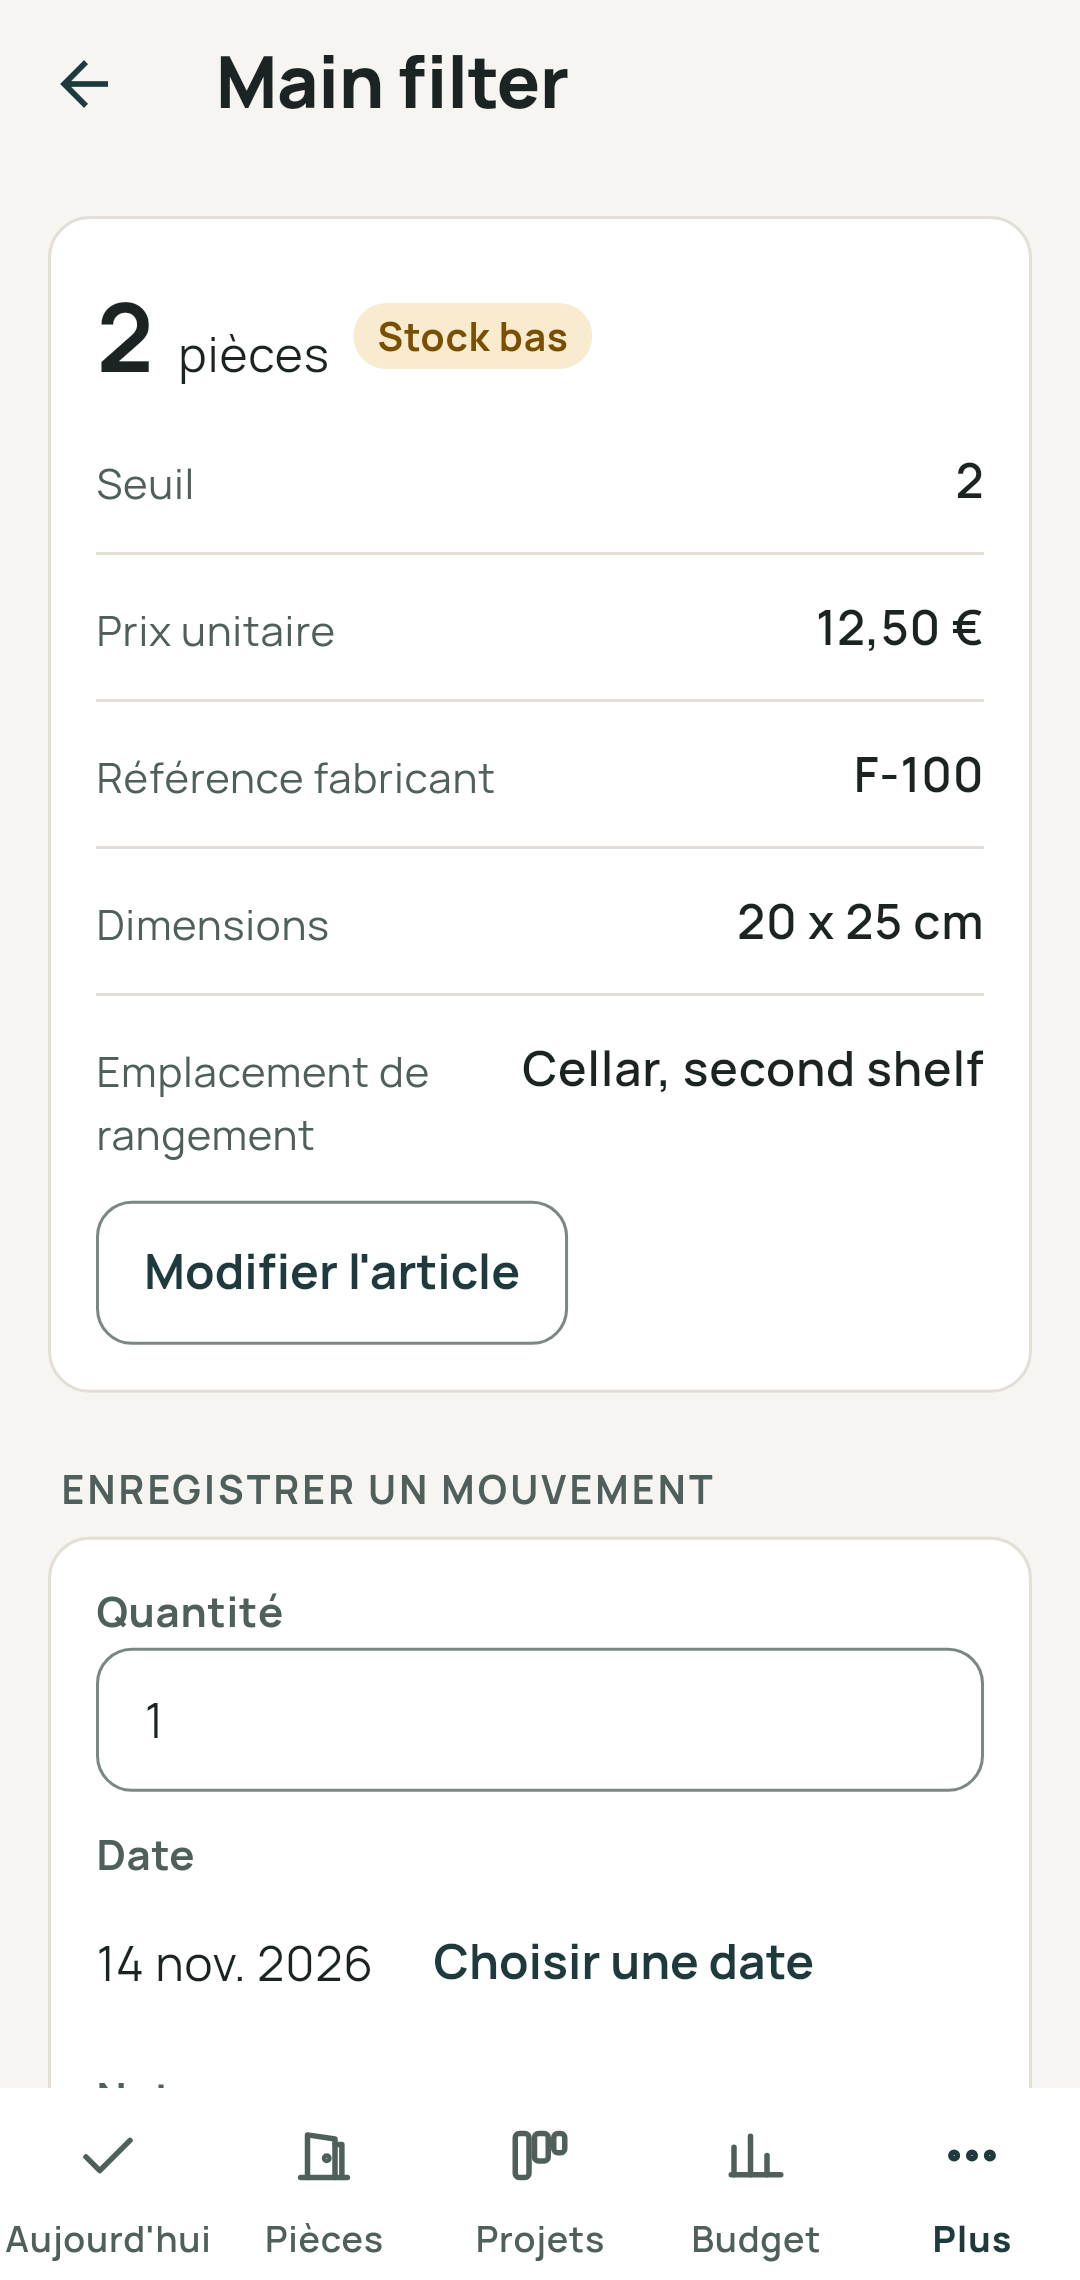 Main filter
2 pièces Stock bas
Seuil 2
Prix unitaire 12,50 €
Référence fabricant F-100
Dimensions 20 x 25 cm
Emplacement de rangement Cellar, second shelf
Modifier l'article
ENREGISTRER UN MOUVEMENT
Quantité
1
Date
14 nov. 2026 Choisir une date
Aujourd'hui Pièces Projets Budget Plus